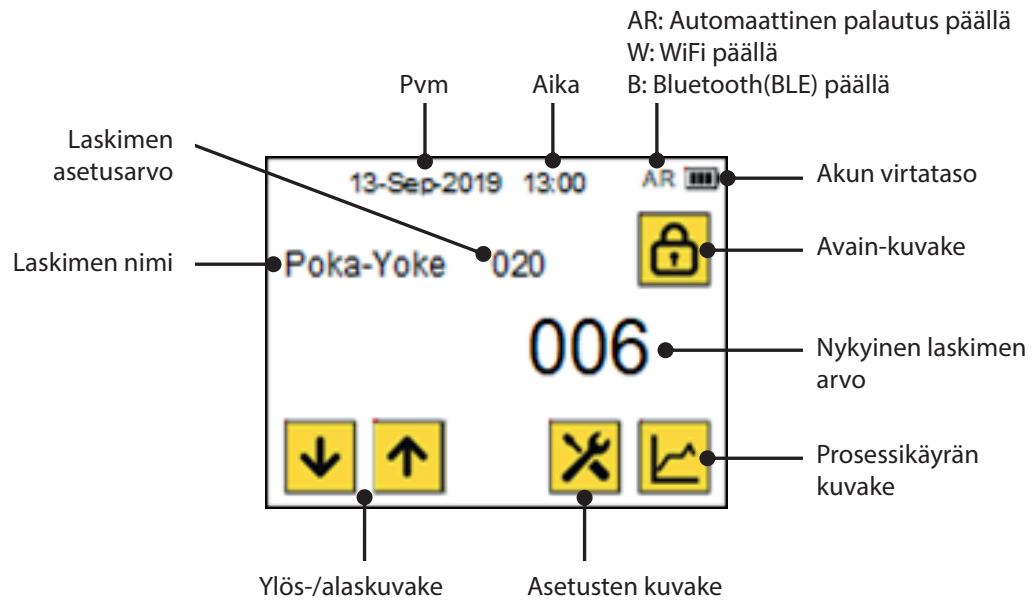 AR: Automaattinen palautus päällä
W: WiFi päällä
B: Bluetooth(BLE) päällä
Pvm
Aika
Laskimen
asetusarvo
13-Sep-2019 13:00 AR
Akun virtataso
Avain-kuvake
Laskimen nimi
Poka-Yoke 020
006
Nykyinen laskimen
arvo
Prosessikäyrän
kuvake
Ylös-/alaskuvake
Asetusten kuvake